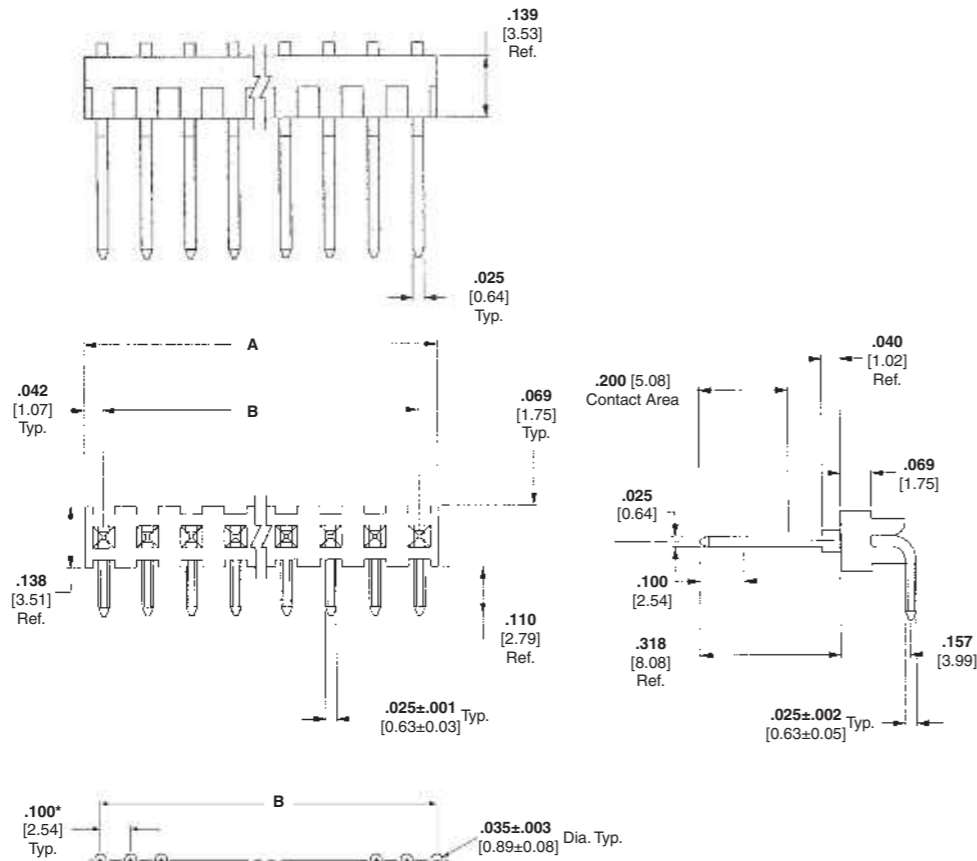 .139
[3.53]
Ref.
.025
[0.64]
Typ.
A
.042
[1.07]
Typ.
B
.069
[1.75]
Typ.
.138
[3.51]
Ref.
.110
[2.79]
Ref.
.025±.001 Typ.
[0.63±0.03]
.040
[1.02]
Ref.
.200 [5.08]
Contact Area
.069
[1.75]
.025
[0.64]
.100
[2.54]
.318
[8.08]
Ref.
.157
[3.99]
.025±.002 Typ.
[0.63±0.05]
B
.100*
[2.54]
Typ.
.035±.003 Dia. Typ.
[0.89±0.08]